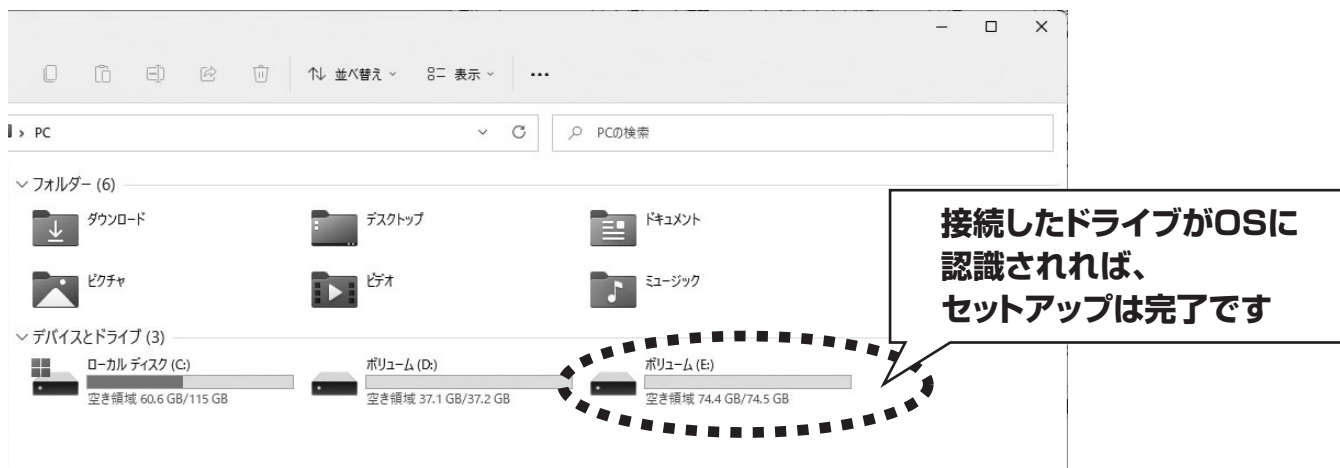 並べ替え
表示
PC
PCの検索
フォルダー (6)
ダウンロード
デスクトップ
ドキュメント
ピクチャ
ビデオ
ミュージック
接続したドライブがOSに
認識されれば、
セットアップは完了です
デバイスとドライブ (3)
ローカル ディスク (C:)
空き領域 60.6 GB/115 GB
ボリューム (D:)
空き領域 37.1 GB/37.2 GB
ボリューム (E:)
空き領域 74.4 GB/74.5 GB